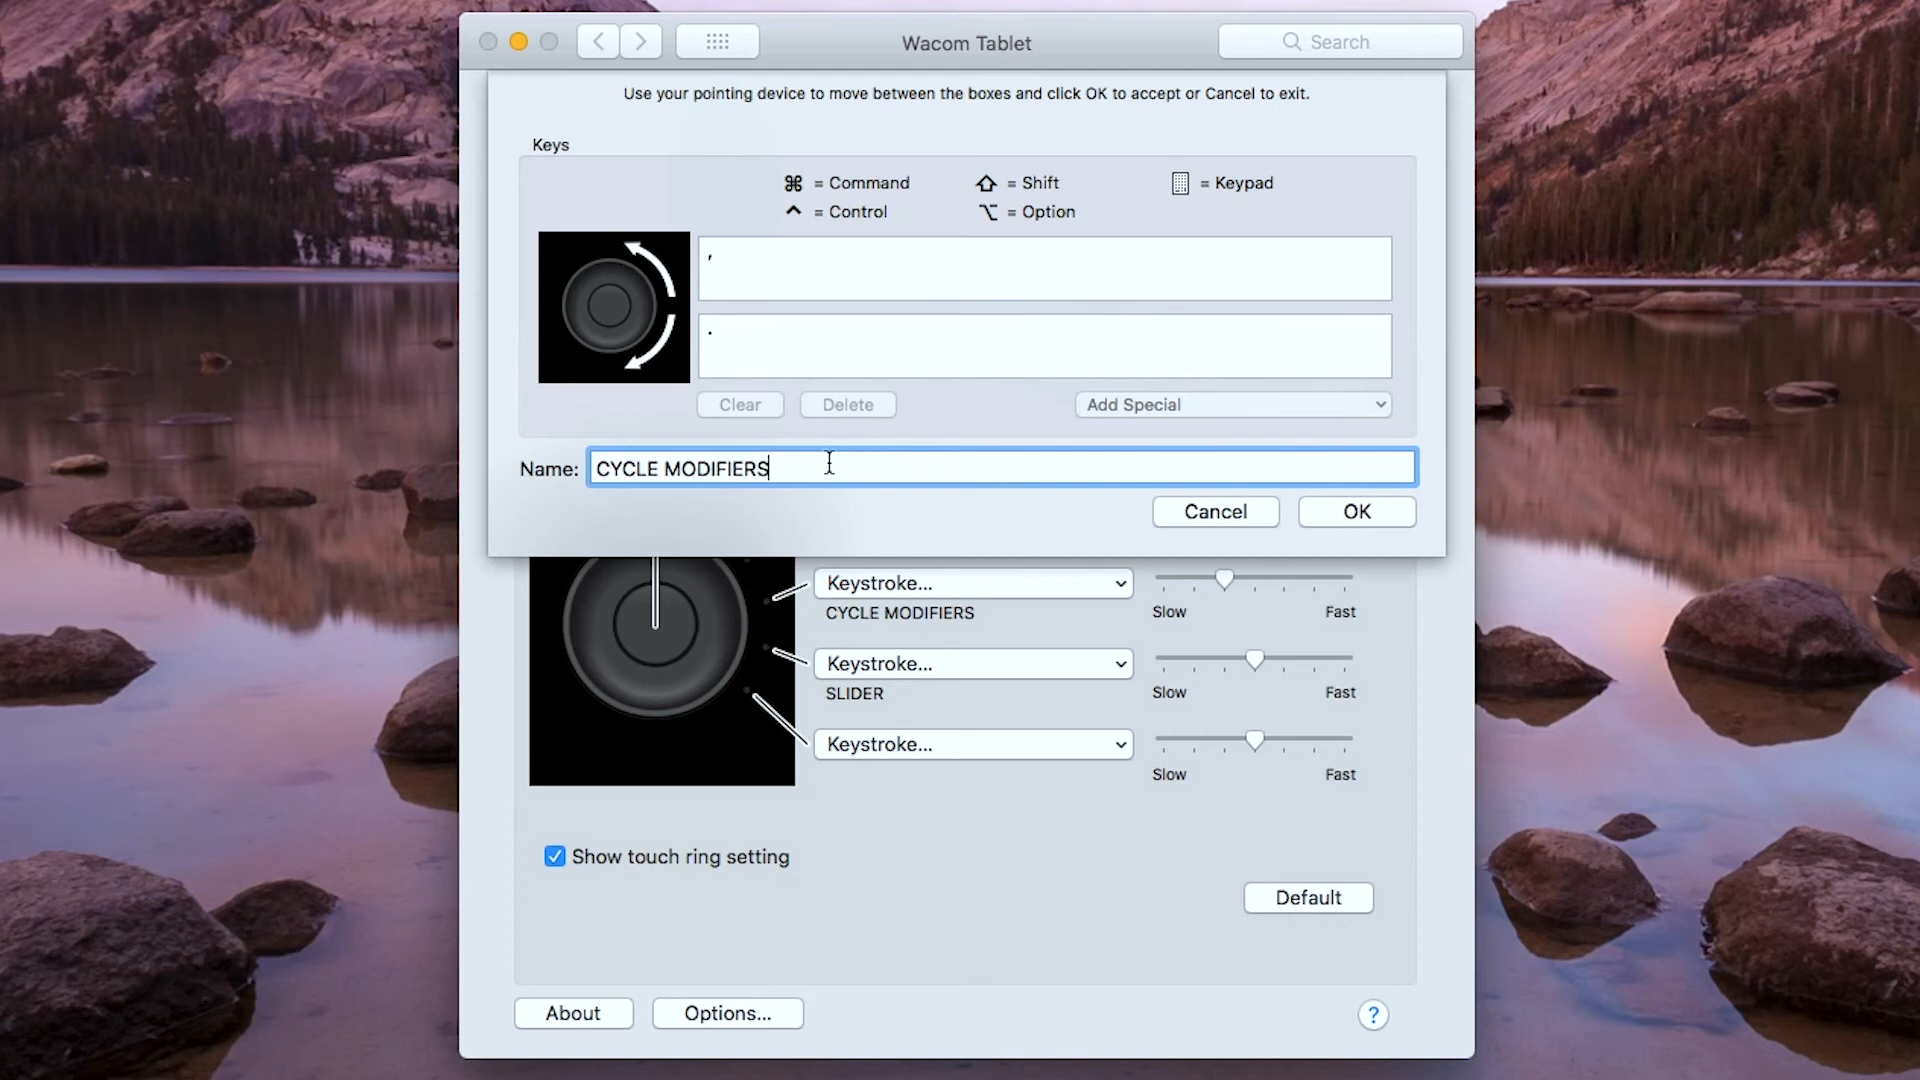 Wacom Tablet
Search
Use your pointing device to move between the boxes and click OK to accept or Cancel to exit.
Keys
⌘ = Command
⇧ = Shift
= Keypad
^ = Control
⌥ = Option
,
.
Clear
Delete
Add Special
Name: CYCLE MODIFIERS
Cancel
OK
Keystroke...
CYCLE MODIFIERS
Slow
Fast
Keystroke...
SLIDER
Slow
Fast
Keystroke...
Slow
Fast
Show touch ring setting
Default
About
Options...
?